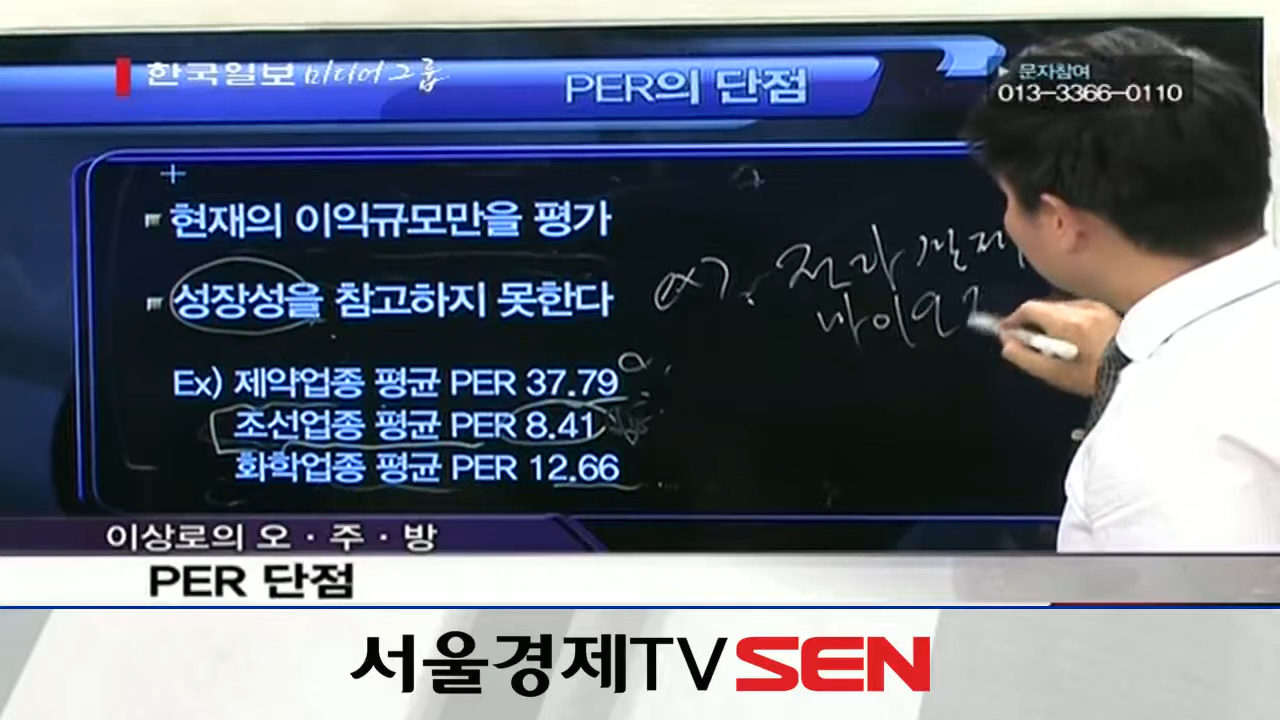 한국일보 미디어그룹
PER의 단점
▶ 문자참여
013-3366-0110
현재의 이익규모만을 평가
성장성을 참고하지 못한다
Ex) 제약업종 평균 PER 37.79
조선업종 평균 PER 8.41
화학업종 평균 PER 12.66
바이오
이상로의 오·주·방
PER 단점
서울경제TV SEN